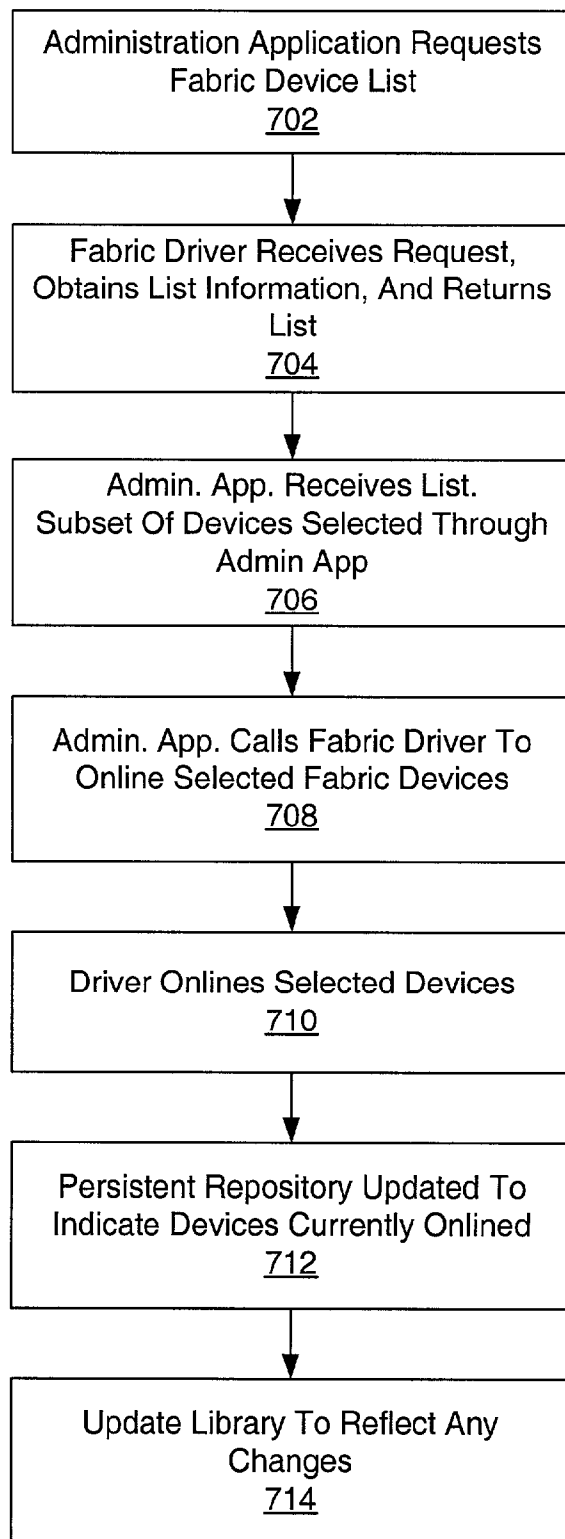 Administration Application Requests
Fabric Device List
702
Fabric Driver Receives Request,
Obtains List Information, And Returns
List
704
Admin. App. Receives List.
Subset Of Devices Selected Through
Admin App
706
Admin. App. Calls Fabric Driver To
Online Selected Fabric Devices
708
Driver Onlines Selected Devices
710
Persistent Repository Updated To
Indicate Devices Currently Onlined
712
Update Library To Reflect Any
Changes
714